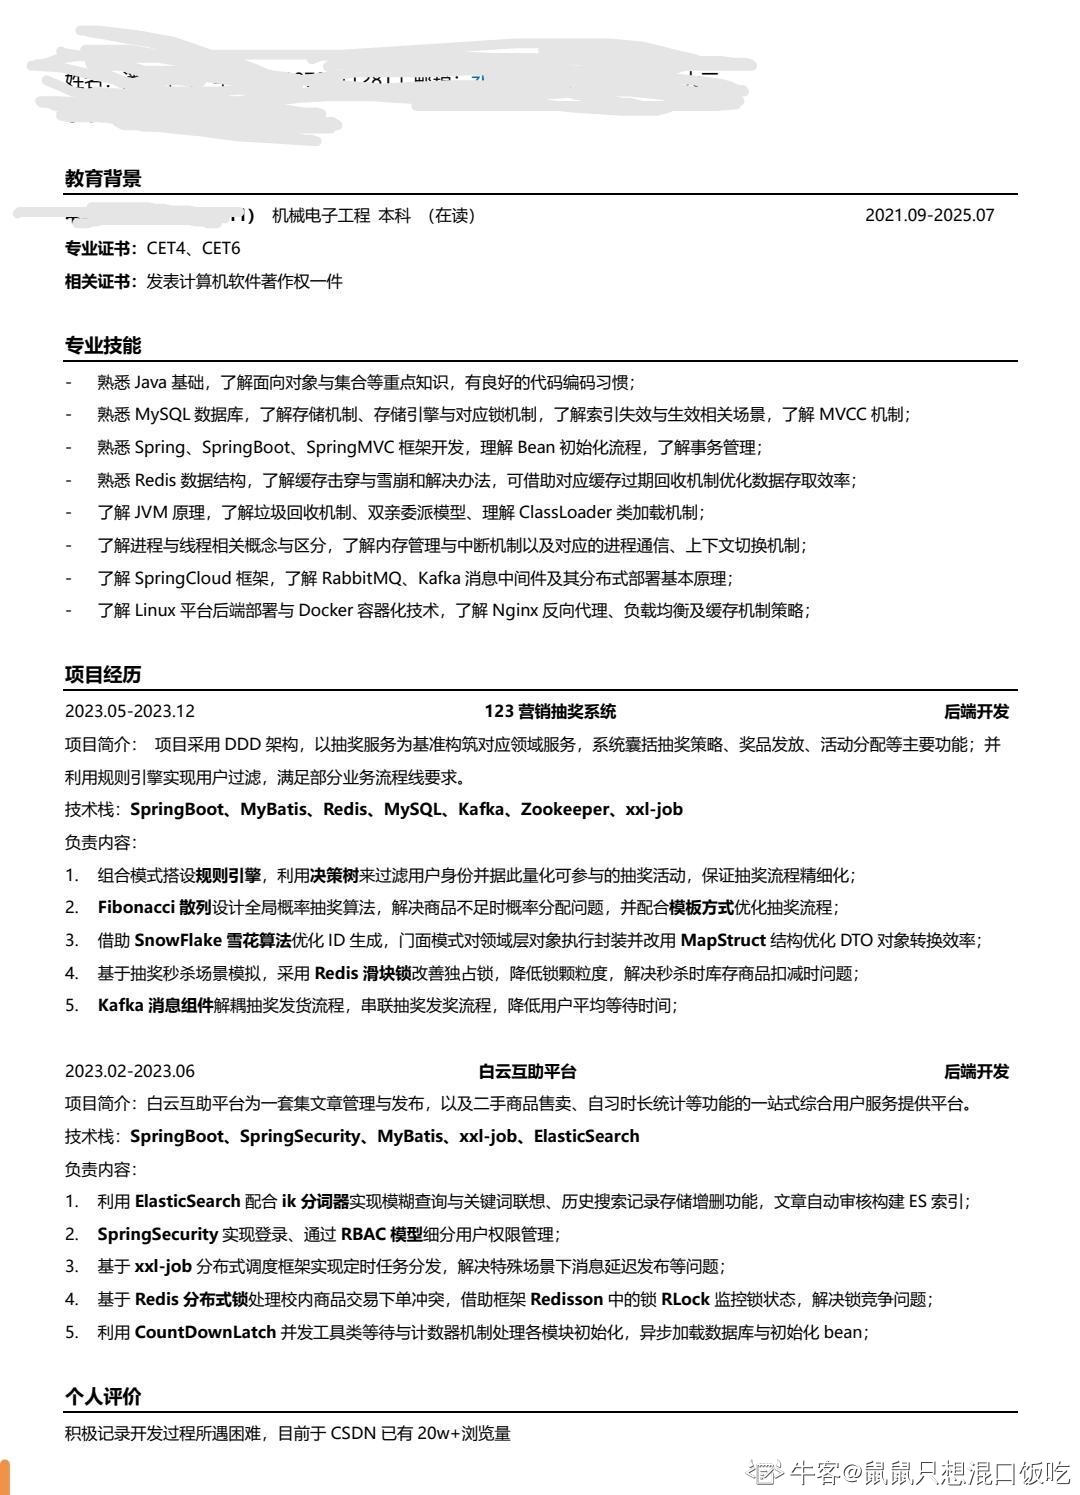 教育背景
机械电子工程 本科 （在读） 2021.09-2025.07
专业证书：CET4、CET6
相关证书：发表计算机软件著作权一件
专业技能
- 熟悉 Java 基础，了解面向对象与集合等重点知识，有良好的代码编码习惯；
- 熟悉 MySQL 数据库，了解存储机制、存储引擎与对应锁机制，了解索引失效与生效相关场景，了解 MVCC 机制；
- 熟悉 Spring、SpringBoot、SpringMVC 框架开发，理解 Bean 初始化流程，了解事务管理；
- 熟悉 Redis 数据结构，了解缓存击穿与雪崩和解决办法，可借助对应缓存过期回收机制优化数据存取效率；
- 了解 JVM 原理，了解垃圾回收机制、双亲委派模型、理解 ClassLoader 类加载机制；
- 了解进程与线程相关概念与区分，了解内存管理与中断机制以及对应的进程通信、上下文切换机制；
- 了解 SpringCloud 框架，了解 RabbitMQ、Kafka 消息中间件及其分布式部署基本原理；
- 了解 Linux 平台后端部署与 Docker 容器化技术，了解 Nginx 反向代理、负载均衡及缓存机制策略；
项目经历
2023.05-2023.12 123 营销抽奖系统 后端开发
项目简介： 项目采用 DDD 架构，以抽奖服务为基准构筑对应领域服务，系统囊括抽奖策略、奖品发放、活动分配等主要功能；并
利用规则引擎实现用户过滤，满足部分业务流程线要求。
技术栈：SpringBoot、MyBatis、Redis、MySQL、Kafka、Zookeeper、xxl-job
负责内容：
1. 组合模式搭设规则引擎，利用决策树来过滤用户身份并据此量化可参与的抽奖活动，保证抽奖流程精细化；
2. Fibonacci 散列设计全局概率抽奖算法，解决商品不足时概率分配问题，并配合模板方式优化抽奖流程；
3. 借助 SnowFlake 雪花算法优化 ID 生成，门面模式对领域层对象执行封装并改用 MapStruct 结构优化 DTO 对象转换效率；
4. 基于抽奖秒杀场景模拟，采用 Redis 滑块锁改善独占锁，降低锁颗粒度，解决秒杀时库存商品扣减时问题；
5. Kafka 消息组件解耦抽奖发货流程，串联抽奖发奖流程，降低用户平均等待时间；
2023.02-2023.06 白云互助平台 后端开发
项目简介：白云互助平台为一套集文章管理与发布，以及二手商品售卖、自习时长统计等功能的一站式综合用户服务提供平台。
技术栈：SpringBoot、SpringSecurity、MyBatis、xxl-job、ElasticSearch
负责内容：
1. 利用 ElasticSearch 配合 ik 分词器实现模糊查询与关键词联想、历史搜索记录存储增删功能，文章自动审核构建 ES 索引；
2. SpringSecurity 实现登录、通过 RBAC 模型细分用户权限管理；
3. 基于 xxl-job 分布式调度框架实现定时任务分发，解决特殊场景下消息延迟发布等问题；
4. 基于 Redis 分布式锁处理校内商品交易下单冲突，借助框架 Redisson 中的锁 RLock 监控锁状态，解决锁竞争问题；
5. 利用 CountDownLatch 并发工具类等待与计数器机制处理各模块初始化，异步加载数据库与初始化 bean；
个人评价
积极记录开发过程所遇困难，目前于 CSDN 已有 20w+浏览量
牛客@鼠鼠只想混口饭吃